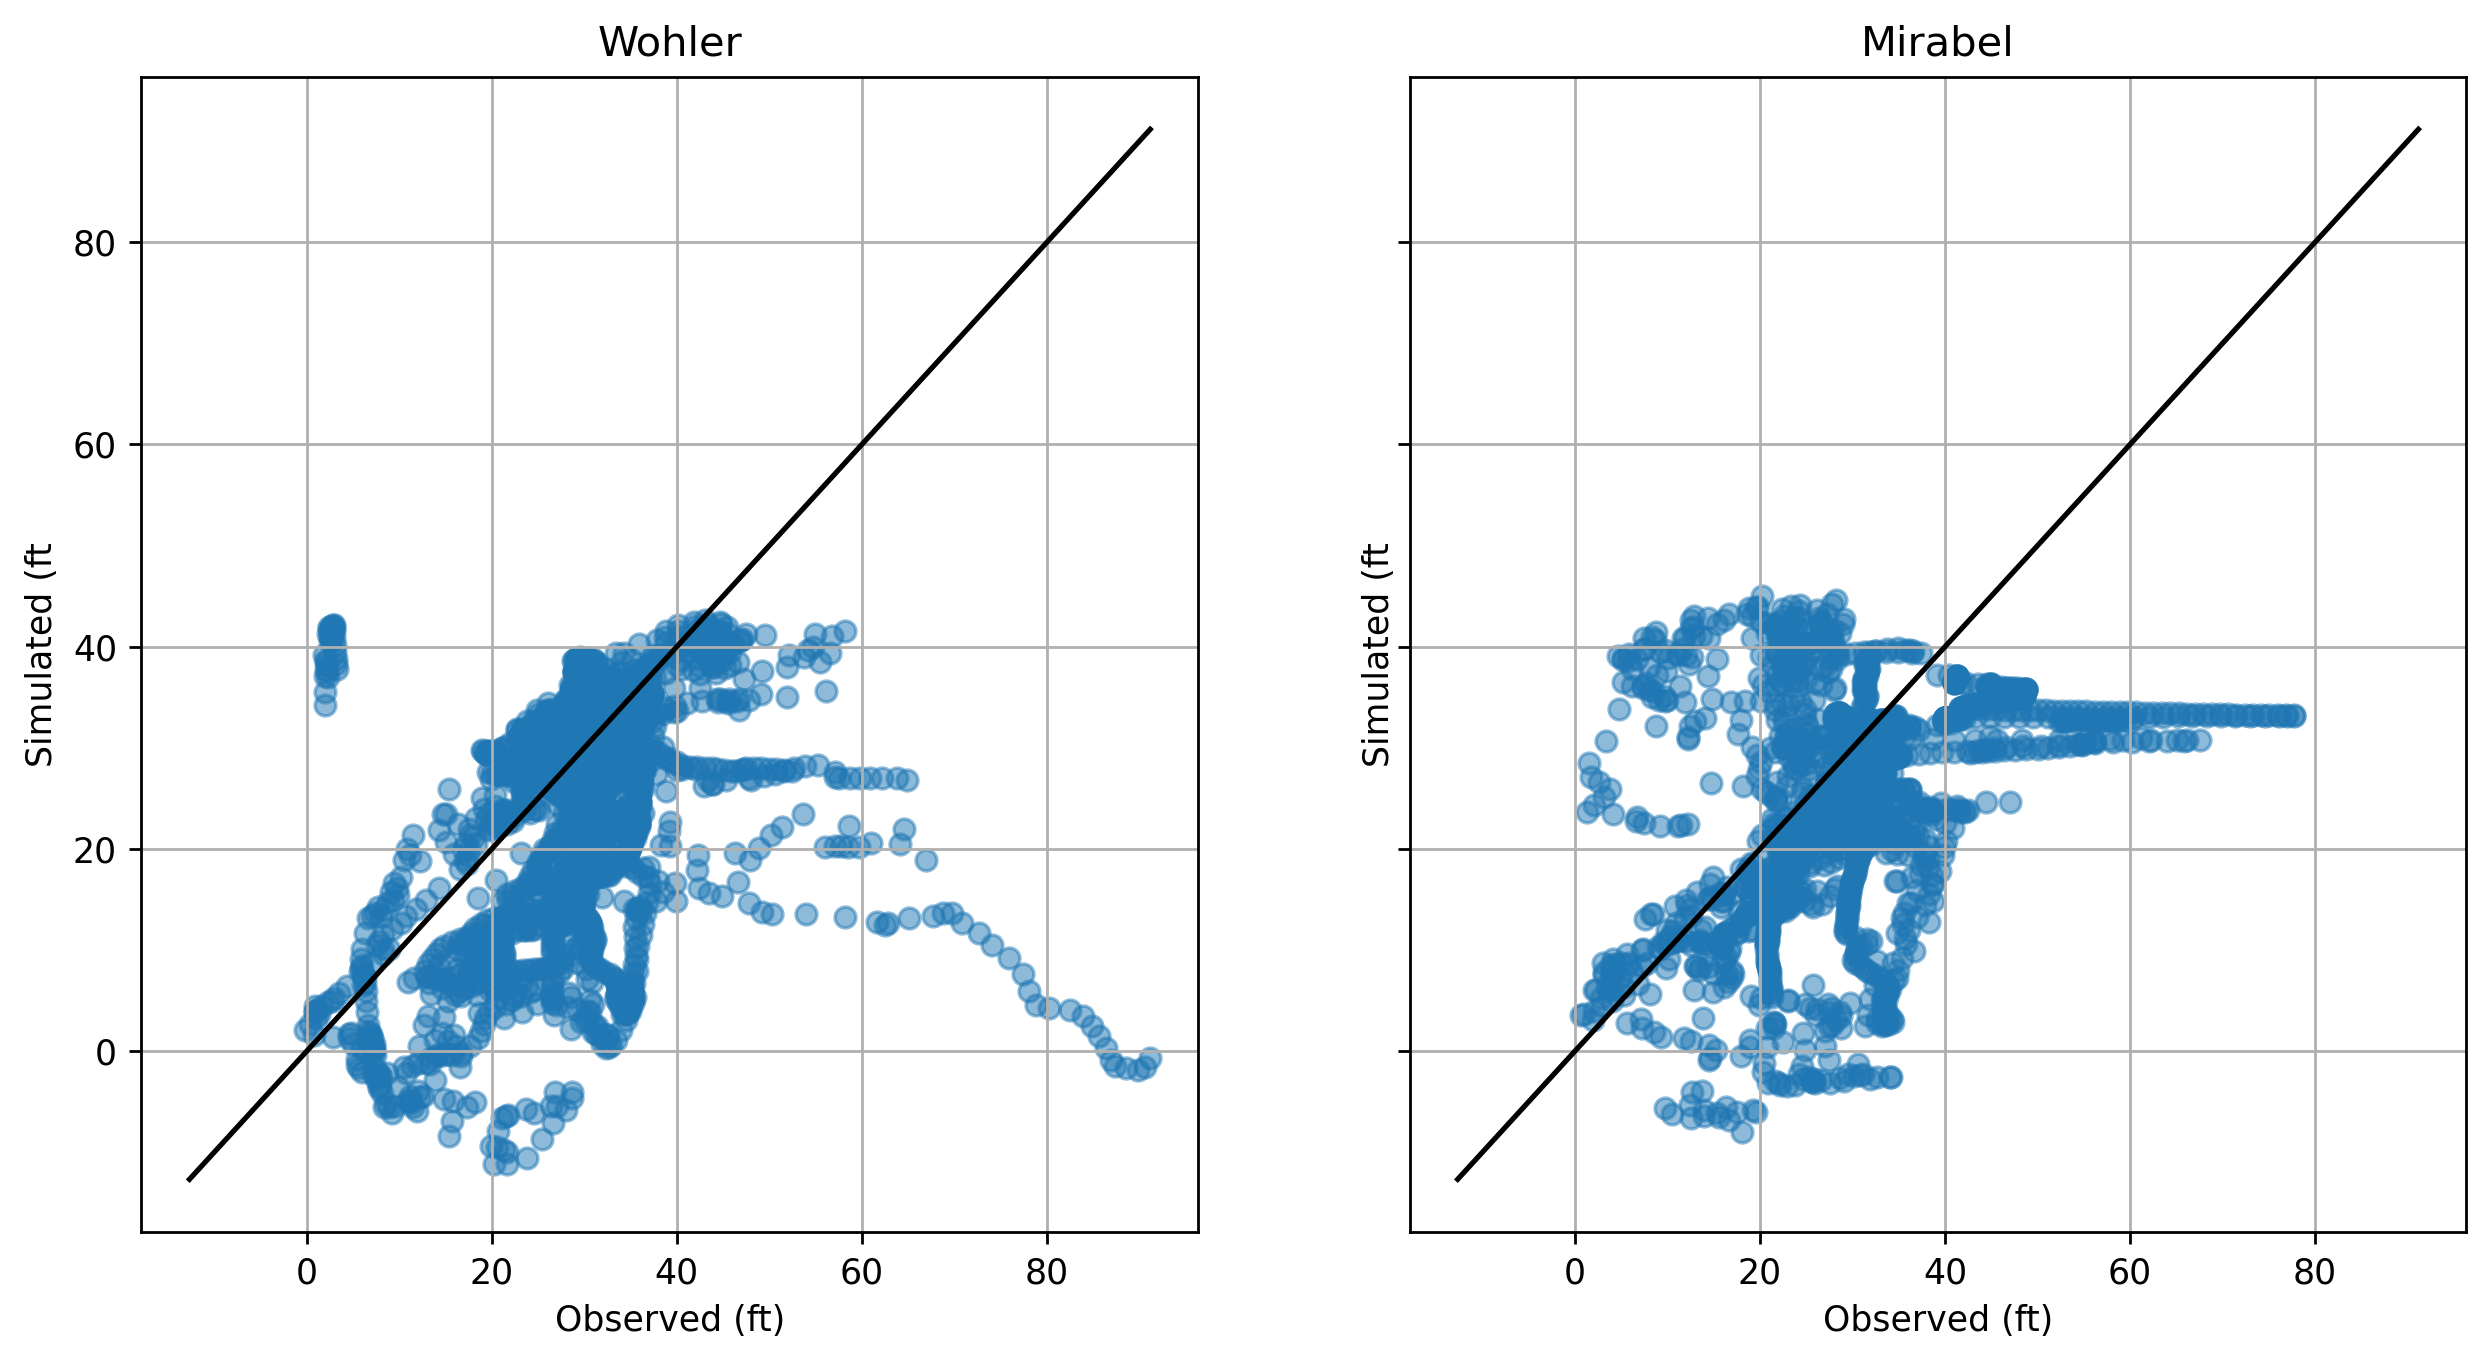 Wohler
Mirabel
Simulated (ft
80
60
40
20
0
0 20 40 60 80
Observed (ft)
Simulated (ft
0 20 40 60 80
Observed (ft)